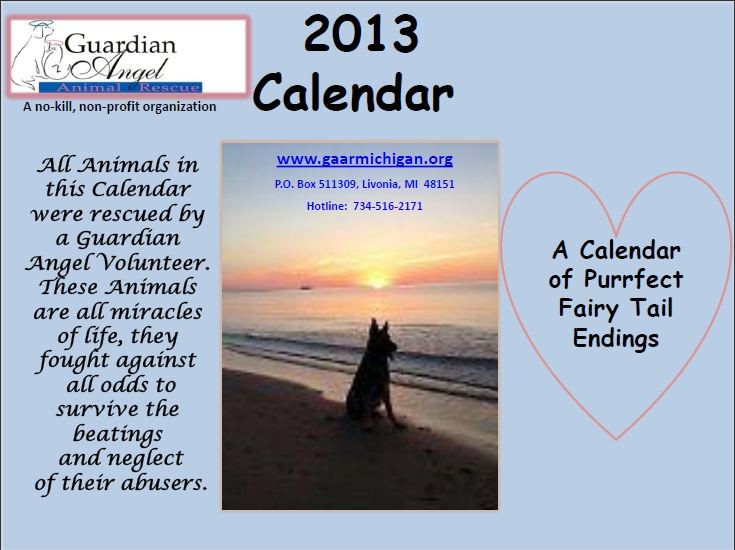 Guardian
Angel
Animal Rescue
A no-kill, non-profit organization
2013
Calendar
All Animals in
this Calendar
were rescued by
a Guardian
Angel Volunteer.
These Animals
are all miracles
of life, they
fought against
all odds to
survive the
beatings
and neglect
of their abusers.
www.gaarmichigan.org
P.O. Box 511309, Livonia, MI 48151
Hotline: 734-516-2171
A Calendar
of Purrfect
Fairy Tail
Endings